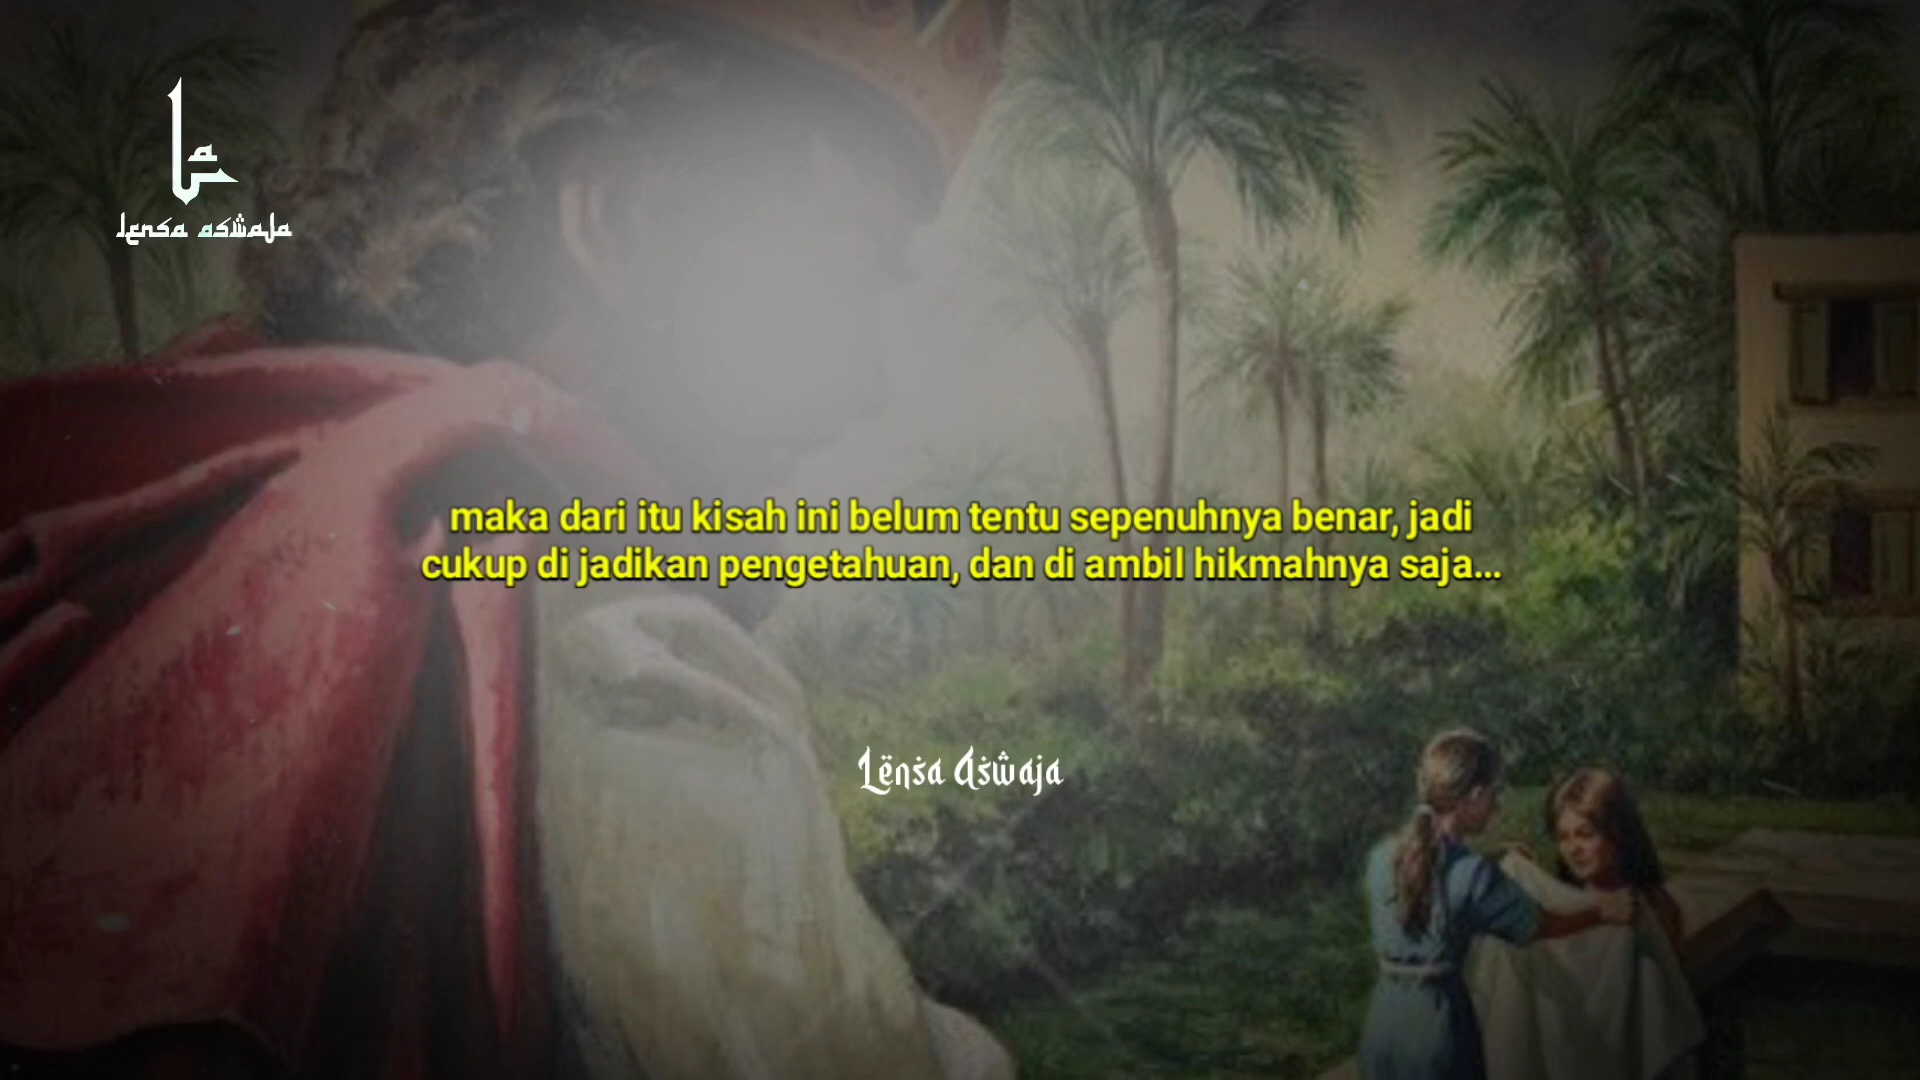 La
Lensa aswaja
maka dari itu kisah ini belum tentu sepenuhnya benar, jadi
cukup di jadikan pengetahuan, dan di ambil hikmahnya saja...
Lensa Aswaja